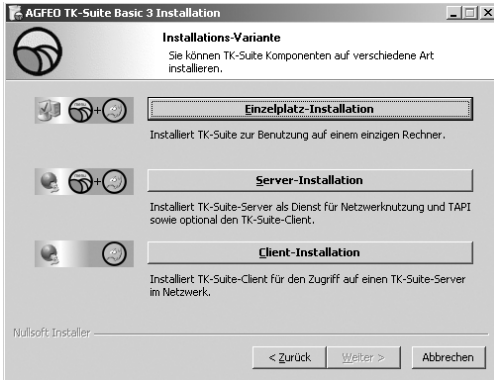 AGFEO TK-Suite Basic 3 Installation
Installations-Variante
Sie können TK-Suite Komponenten auf verschiedene Art
installieren.
Einzelplatz-Installation
Installiert TK-Suite zur Benutzung auf einem einzigen Rechner.
Server-Installation
Installiert TK-Suite-Server als Dienst für Netzwerknutzung und TAPI
sowie optional den TK-Suite-Client.
Client-Installation
Installiert TK-Suite-Client für den Zugriff auf einen TK-Suite-Server
im Netzwerk.
Nullsoft Installer
< Zurück Weiter > Abbrechen